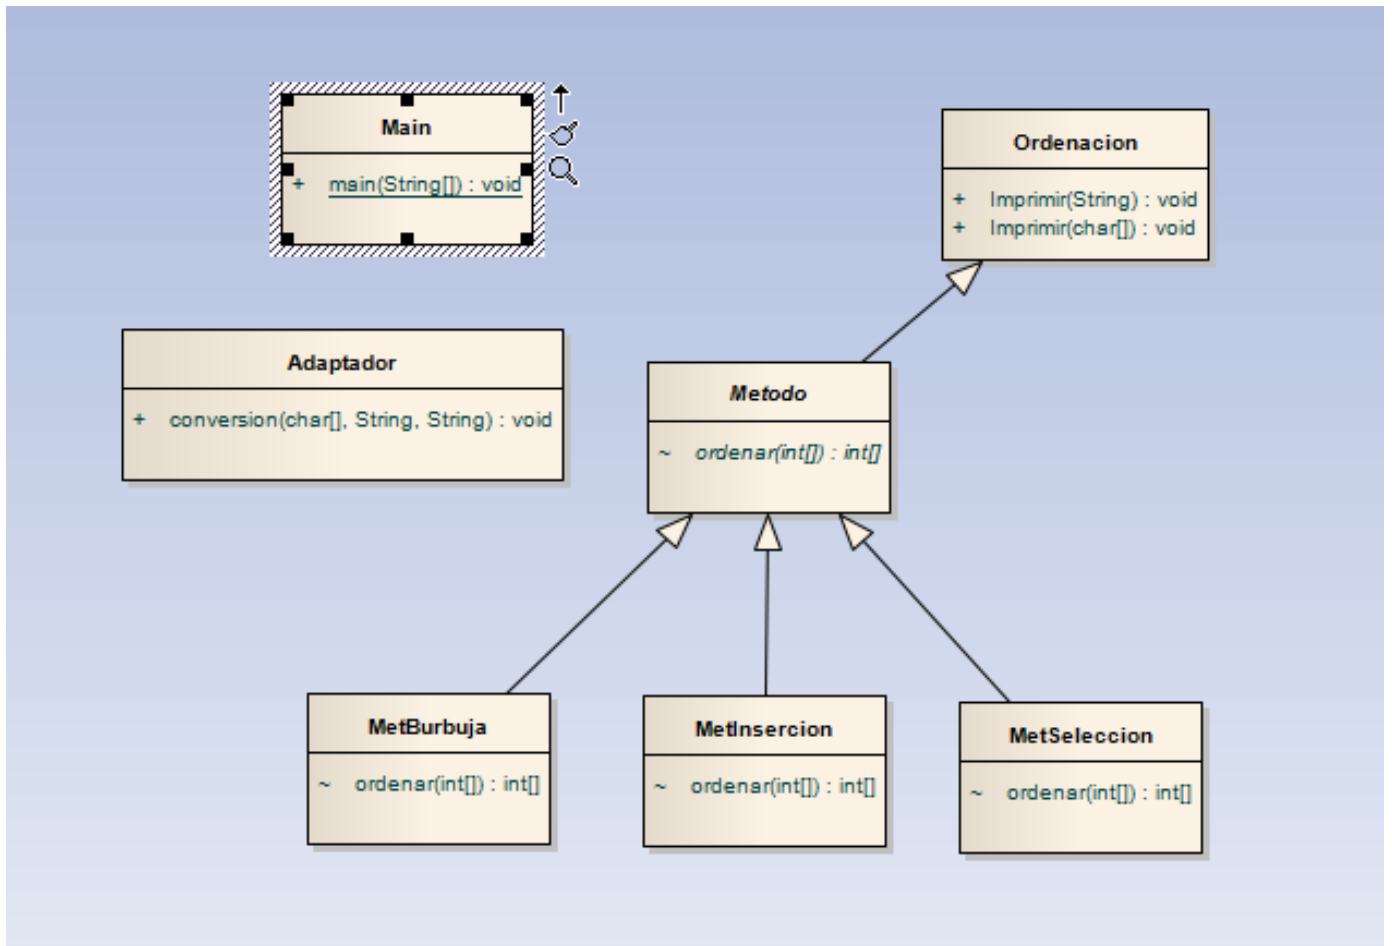 Main
+ main(String[]) : void
Ordenacion
+ Imprimir(String) : void
+ Imprimir(char[]) : void
Adaptador
+ conversion(char[], String, String) : void
Metodo
~ ordenar(int[]) : int[]
MetBurbuja
~ ordenar(int[]) : int[]
MetInsercion
~ ordenar(int[]) : int[]
MetSeleccion
~ ordenar(int[]) : int[]